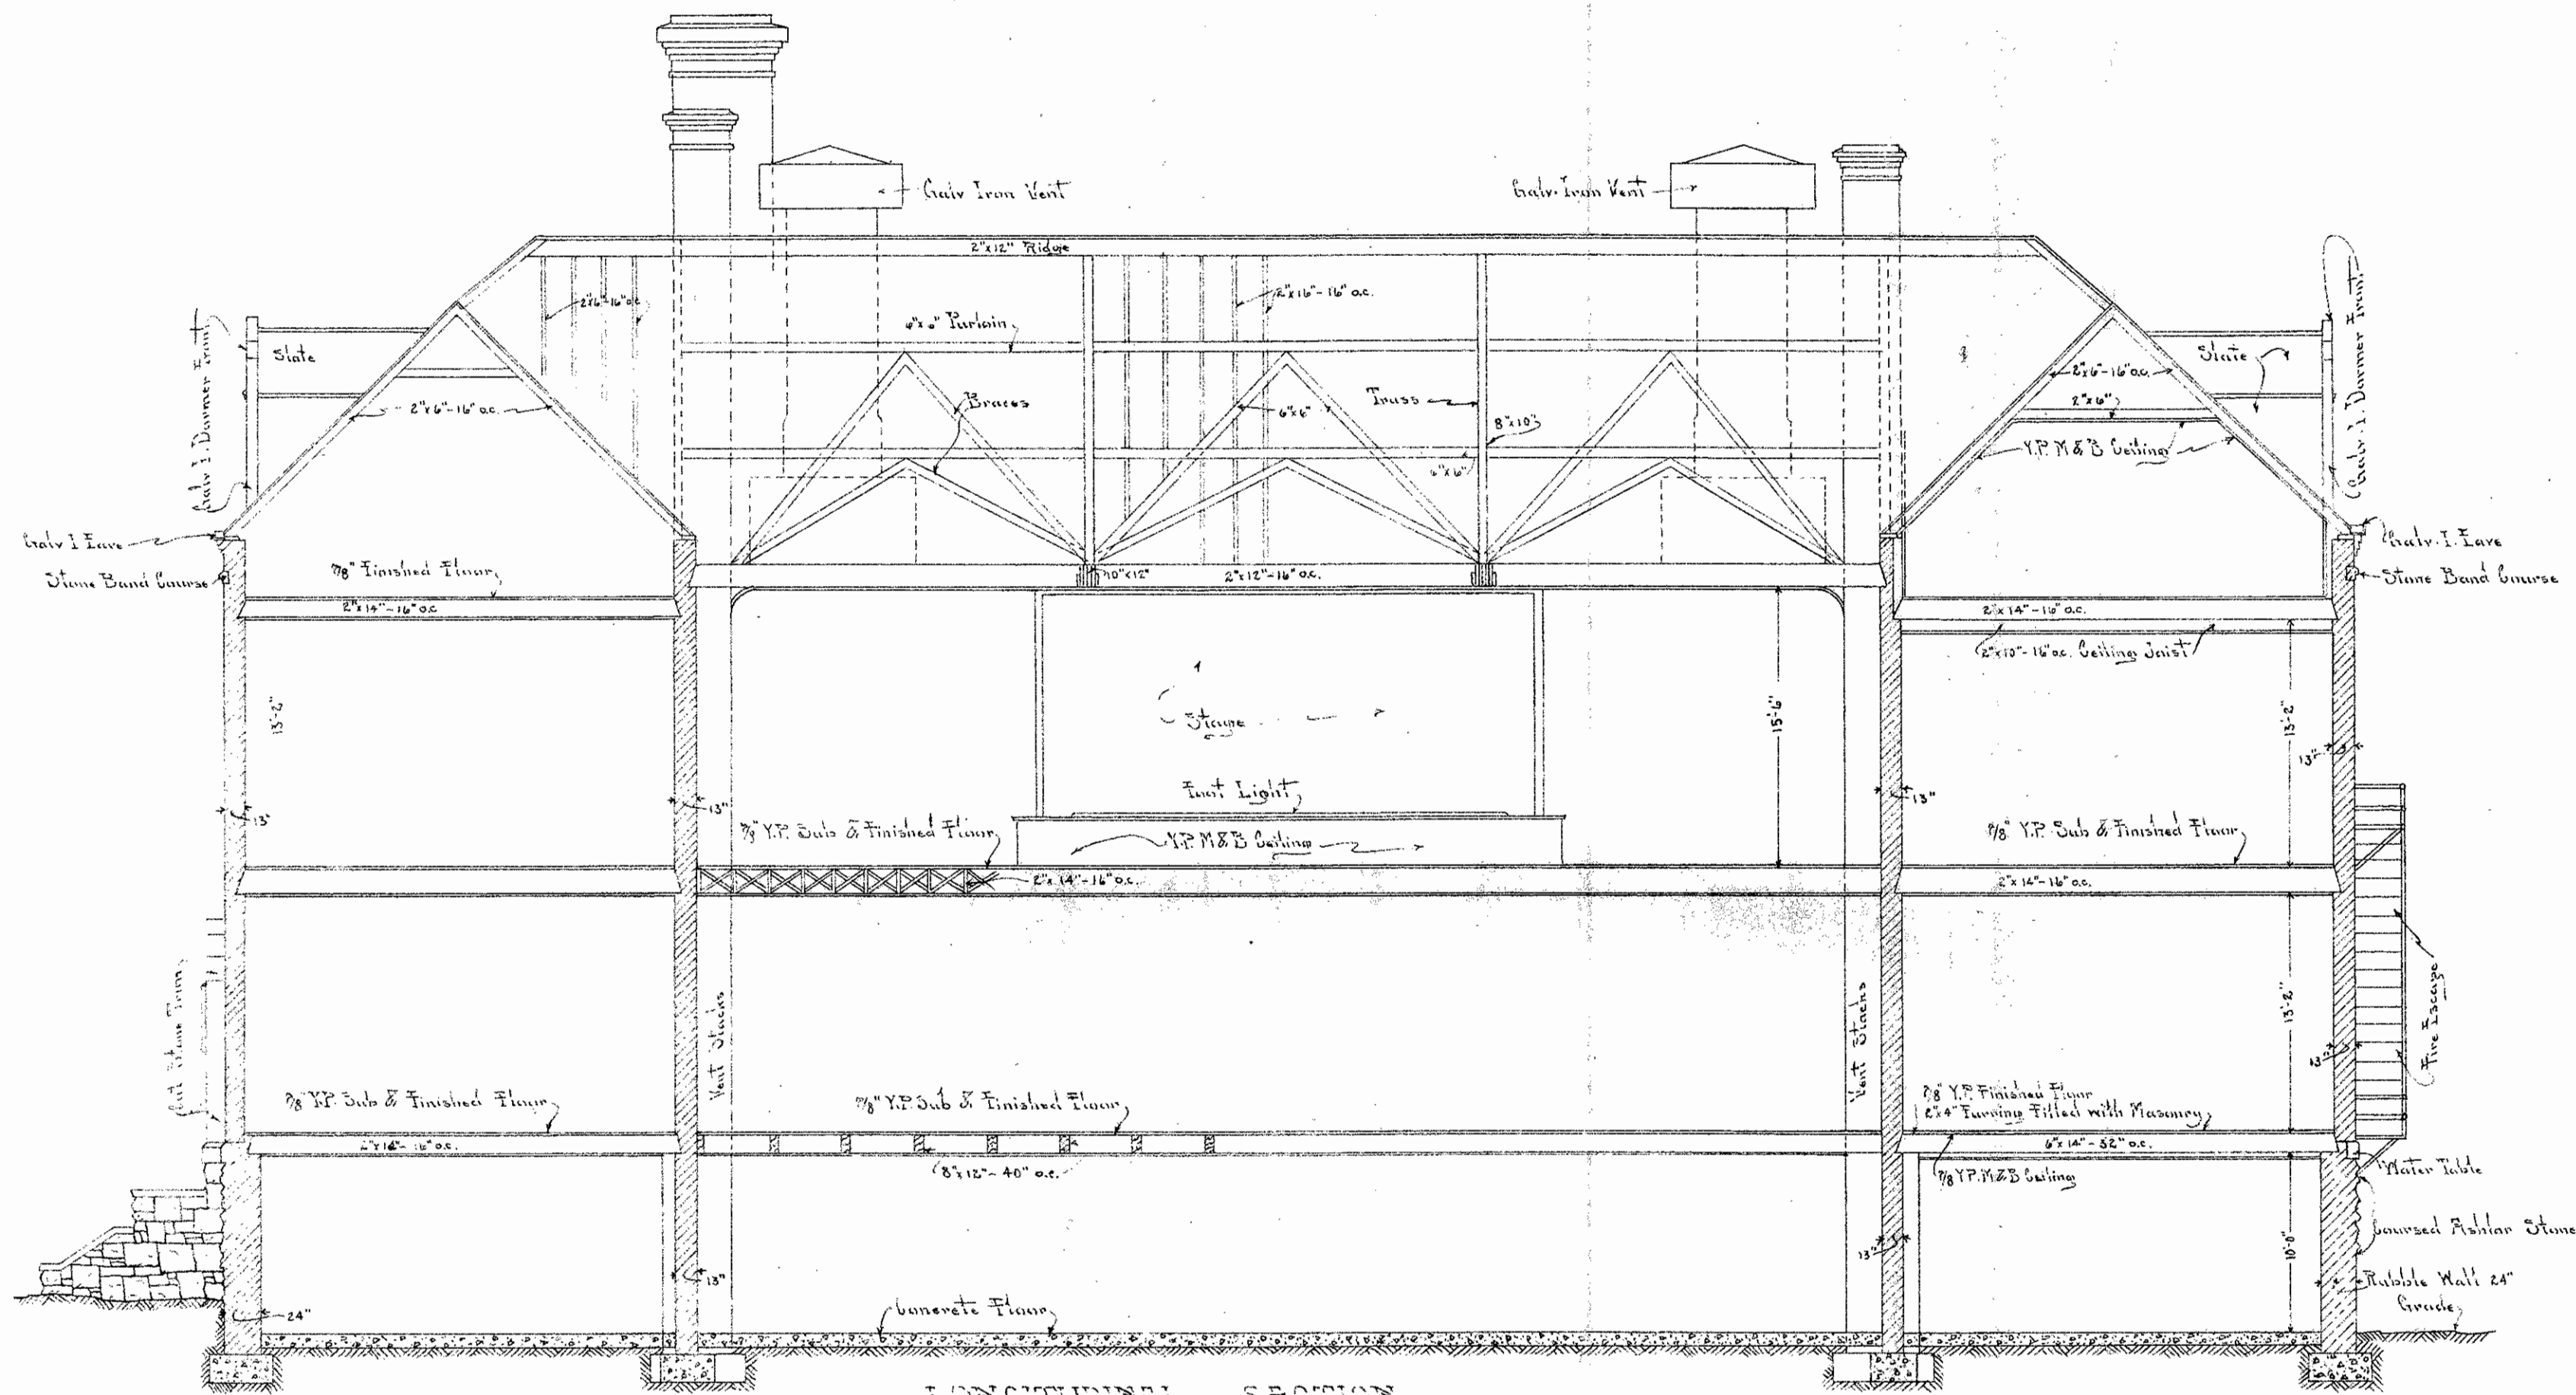 Galv Iron Vent
Galv. Iron Vent
2"x12" Ridge
2"x6"-16"o.c.
2"x16"-16" o.c.
6"x6" Purlain
Galv. I. Dormer Front
Slate
2"x6"-16"o.c.
Braces
6"x6"
Truss
8"x10"
6"x6"
Slate
2"x6"-16"o.c.
2"x6"
Y.P. M & B Ceiling
Galv. I. Dormer Front
Galv I Eave
Stone Band Course
7/8" Finished Floor
2"x14"-16"o.c
10"x12"
2"x12"-16"o.c.
2"x14"-16"o.c.
2"x10"-16"o.c. Ceiling Joist
Galv. I. Eave
Stone Band Course
13'-2"
Stage
15'-6"
13'-2"
13"
Foot Light
13"
13"
13"
7/8" Y.P. Sub & Finished Floor
Y.P. M & B Ceiling
7/8" Y.P. Sub & Finished Floor
2"x14"-16"o.c.
2"x14"-16"o.c.
Cut Stone Trim
Vent Stacks
Vent Stacks
13'-2"
13"
Fire Escape
7/8" Y.P. Sub & Finished Floor
7/8" Y.P. Sub & Finished Floor
7/8" Y.P. Finished Floor
2"x4" Furring Filled with Masonry
2"x14"-16"o.c.
8"x12"-40" o.c.
6"x14"-32" o.c.
7/8 Y.P. M & B Ceiling
Water Table
Coursed Ashlar Stone
13"
13"
10'-0"
Rubble Wall 24"
Grade
24"
Concrete Floor
LONGITUDINAL SECTION